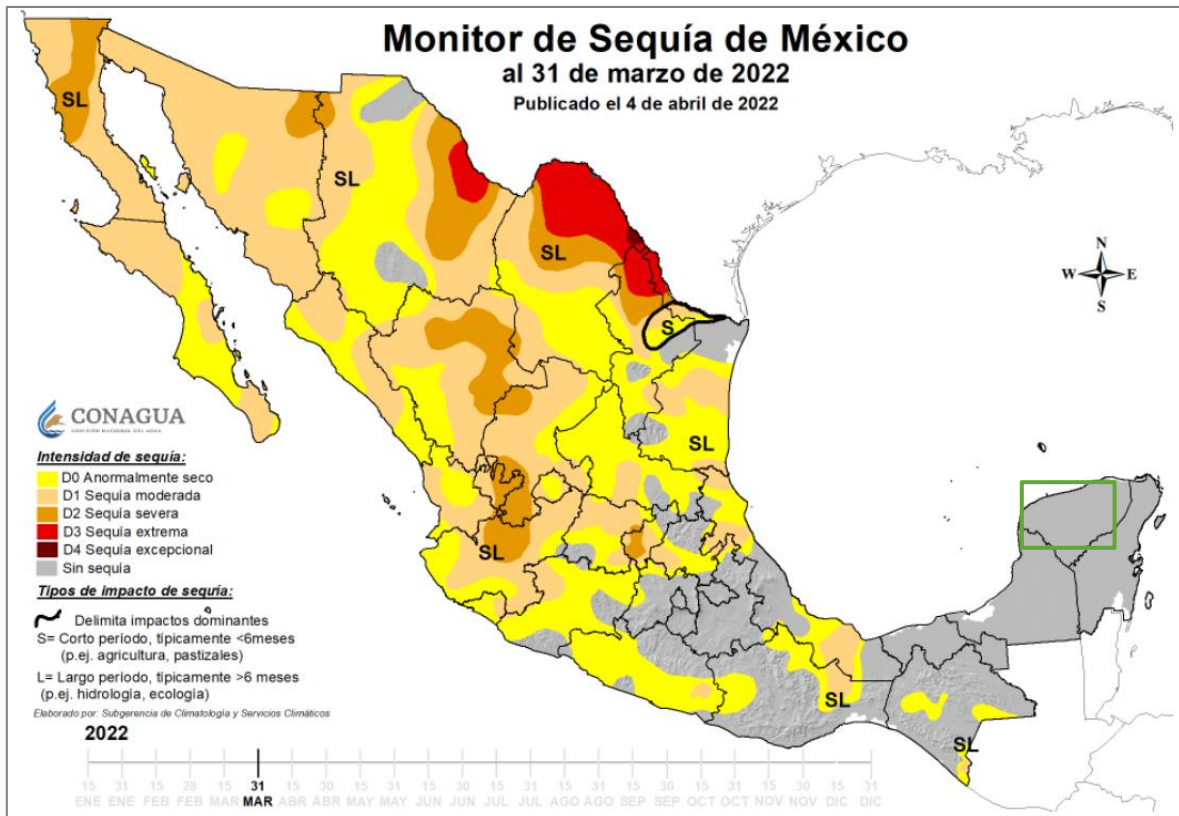 Monitor de Sequía de México
al 31 de marzo de 2022
Publicado el 4 de abril de 2022
SL
SL
SL
S
SL
SL
SL
SL
N
W E
S
CONAGUA
COMISIÓN NACIONAL DEL AGUA
Intensidad de sequía:
D0 Anormalmente seco
D1 Sequía moderada
D2 Sequía severa
D3 Sequía extrema
D4 Sequía excepcional
Sin sequía
Tipos de impacto de sequía:
Delimita impactos dominantes
S= Corto período, típicamente <6meses
(p.ej. agricultura, pastizales)
L= Largo período, típicamente >6 meses
(p.ej. hidrología, ecología)
Elaborado por: Subgerencia de Climatología y Servicios Climáticos
2022
15 31 15 28 15 31 15 30 15 31 15 30 15 31 15 31 15 30 15 31 15 30 15 31
ENE ENE FEB FEB MAR MAR ABR ABR MAY MAY JUN JUN JUL JUL AGO AGO SEP SEP OCT OCT NOV NOV DIC DIC